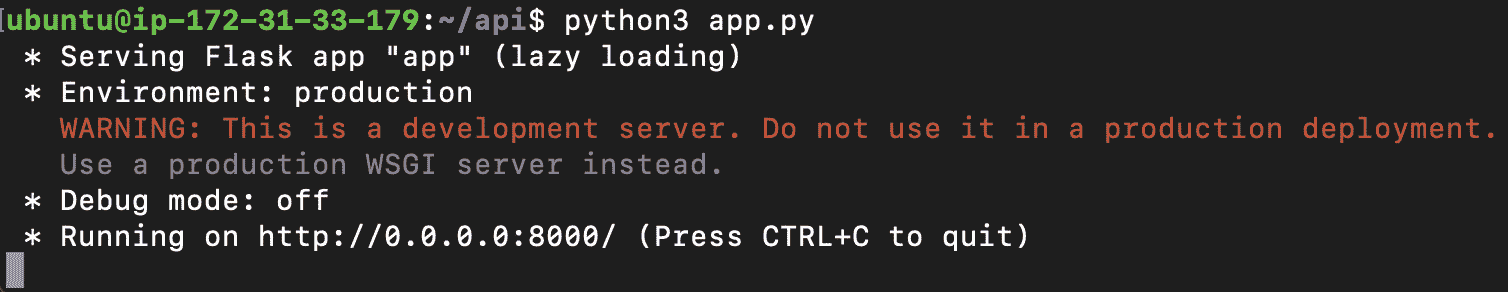 [ubuntu@ip-172-31-33-179:~/api$ python3 app.py
* Serving Flask app "app" (lazy loading)
* Environment: production
WARNING: This is a development server. Do not use it in a production deployment.
Use a production WSGI server instead.
* Debug mode: off
* Running on http://0.0.0.0:8000/ (Press CTRL+C to quit)